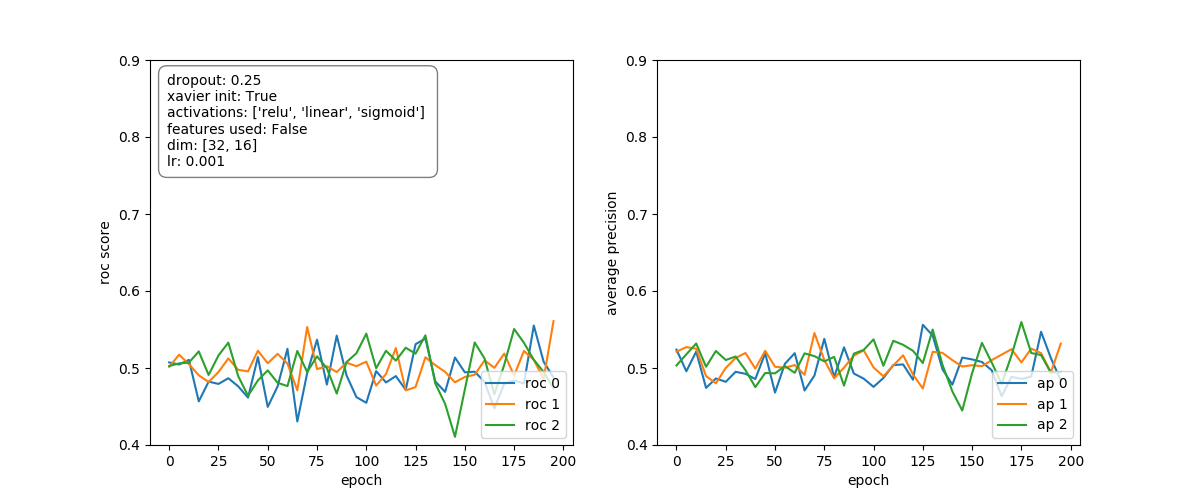 0.9
0.8
0.7
0.6
0.5
0.4
roc score
dropout: 0.25
xavier init: True
activations: ['relu', 'linear', 'sigmoid']
features used: False
dim: [32, 16]
lr: 0.001
roc 0
roc 1
roc 2
0 25 50 75 100 125 150 175 200
epoch
0.9
0.8
0.7
0.6
0.5
0.4
average precision
ap 0
ap 1
ap 2
0 25 50 75 100 125 150 175 200
epoch